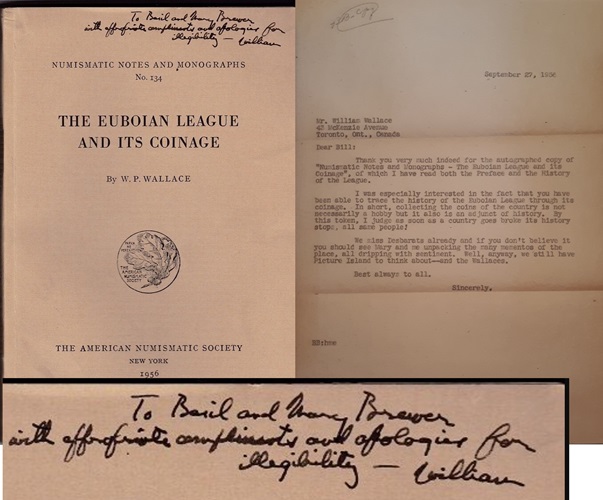 To Basil and Mary Brewer
with appropriate compliments and apologies for
illegibility — William
NUMISMATIC NOTES AND MONOGRAPHS
No. 134
THE EUBOIAN LEAGUE
AND ITS COINAGE
By W. P. WALLACE
THE AMERICAN
NUMISMATIC
SOCIETY
THE AMERICAN NUMISMATIC SOCIETY
NEW YORK
1956
September 27, 1956
Mr. William Wallace
43 McKenzie Avenue
Toronto, Ont., Canada
Dear Bill:
Thank you very much indeed for the autographed copy of
"Numismatic Notes and Monographs - The Euboian League and its
Coinage", of which I have read both the Preface and the History
of the League.
I was especially interested in the fact that you have
been able to trace the history of the Euboian League through its
coinage. In short, collecting the coins of the country is not
necessarily a hobby but it also is an adjunct of history. By
this token, I judge as soon as a country goes broke its history
stops, all same people!
We miss Desbarats already and if you don't believe it
you should see Mary and me unpacking the many mementos of the
place, all dripping with sentiment. Well, anyway, we still have
Picture Island to think about--and the Wallaces.
Best always to all.
Sincerely,
To Basil and Mary Brewer
with appropriate compliments and apologies for
illegibility — William